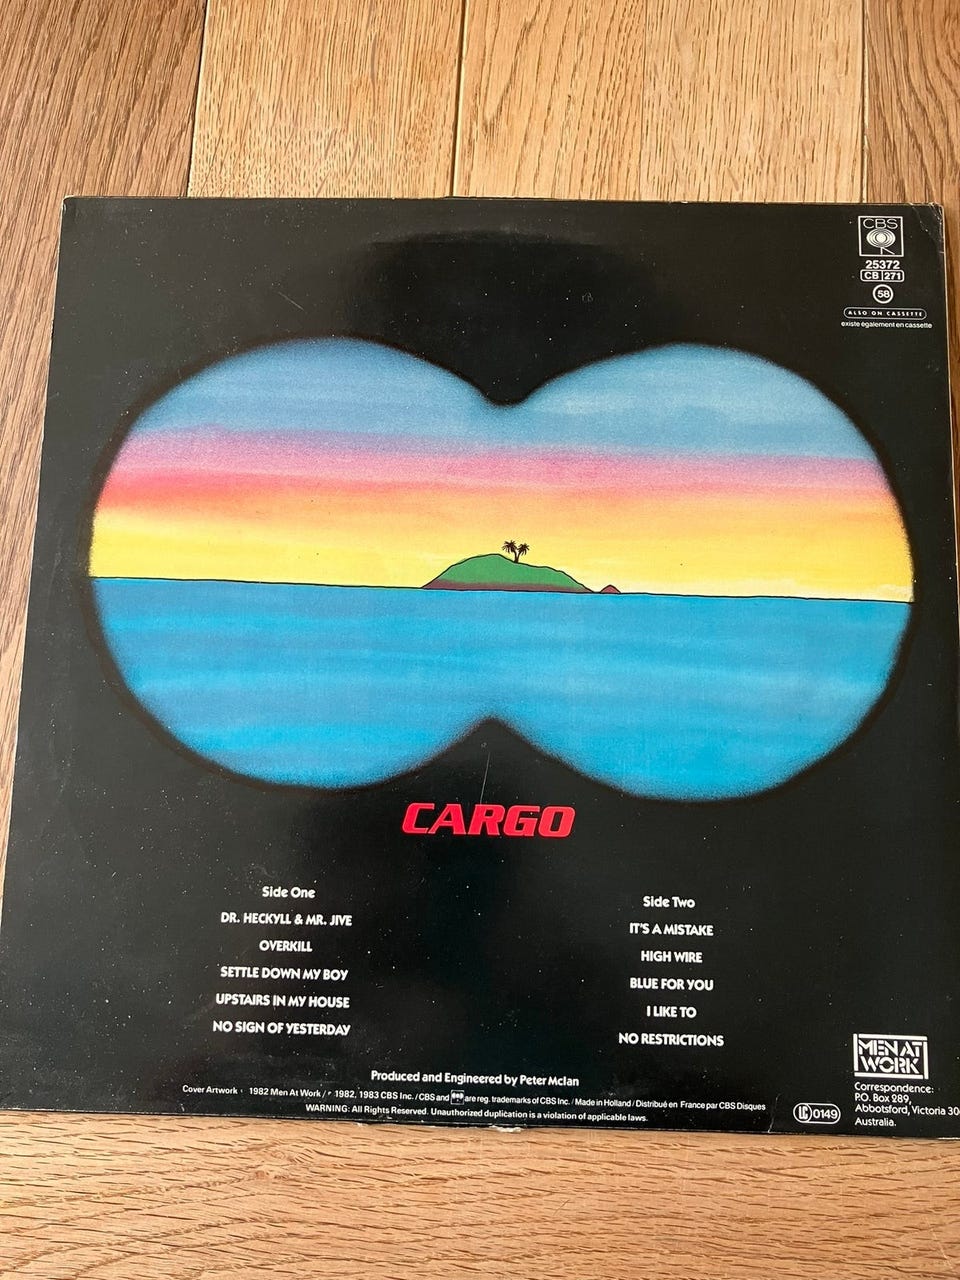 CBS
25372
CB 271
58
ALSO ON CASSETTE
existe également en cassette
CARGO
Side One
DR. HECKYLL & MR. JIVE
OVERKILL
SETTLE DOWN MY BOY
UPSTAIRS IN MY HOUSE
NO SIGN OF YESTERDAY
Side Two
IT'S A MISTAKE
HIGH WIRE
BLUE FOR YOU
I LIKE TO
NO RESTRICTIONS
Produced and Engineered by Peter McIan
Cover Artwork 1982 Men At Work / 1982, 1983 CBS Inc. / CBS and are reg. trademarks of CBS Inc. / Made in Holland / Distribué en France par CBS Disques
WARNING: All Rights Reserved. Unauthorized duplication is a violation of applicable laws.
LC 0149
MEN AT
WORK
Correspondence:
P.O. Box 289,
Abbotsford, Victoria
Australia.